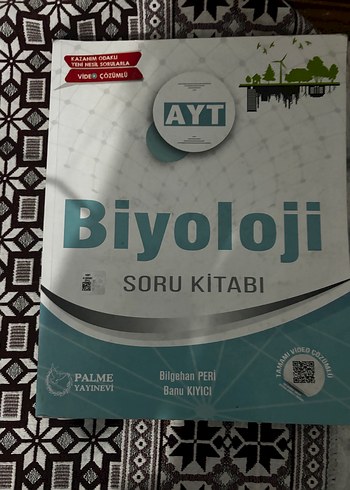 KAZANIM ODAKLI
YENİ NESİL SORULARLA
VİDEO ÇÖZÜMLÜ
AYT
Biyoloji
SORU KİTABI
Bilguhan PERİ
Banu KIYICI
PALME
YAYINEVİ
TAMAMI VİDEO ÇÖZÜMLÜ